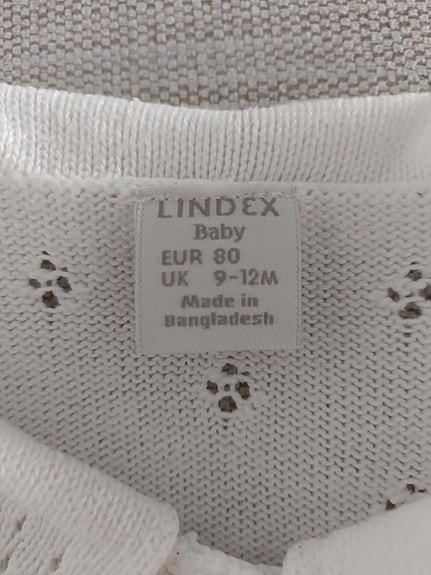 LINDEX
Baby
EUR 80
UK 9-12M
Made in
Bangladesh